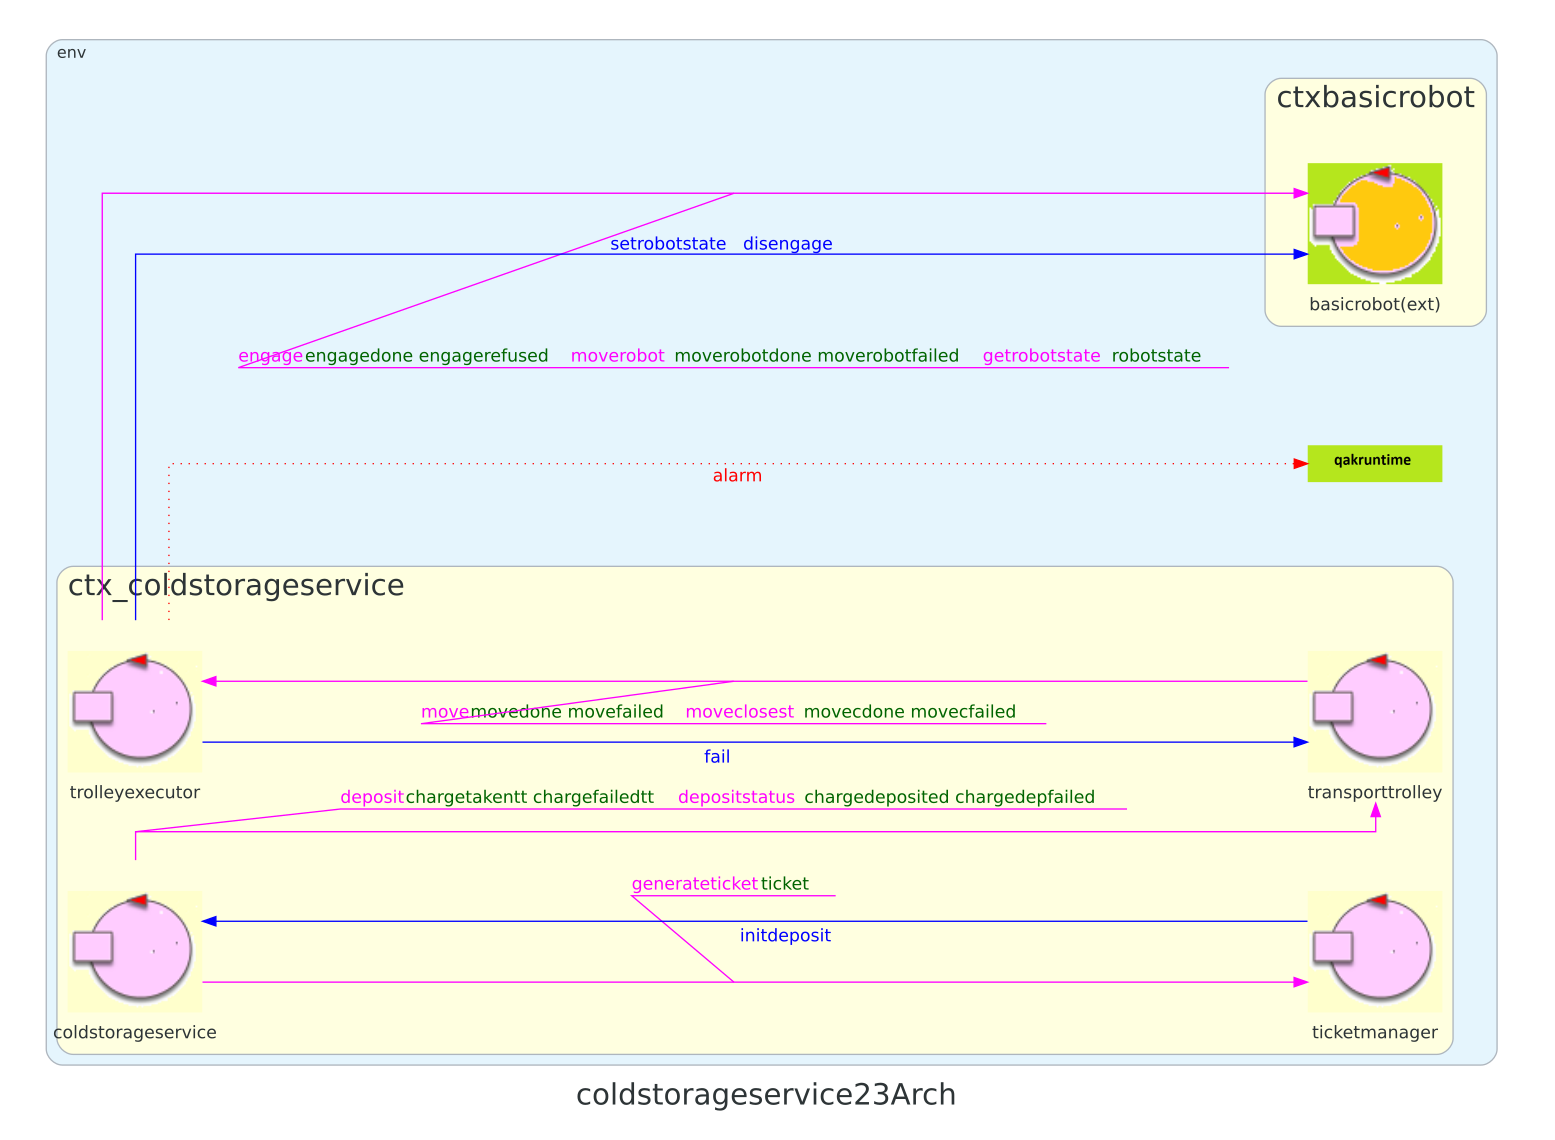 env
ctxbasicrobot
setrobotstate disengage
basicrobot(ext)
engage engagedone engagerefused moverobot moverobotdone moverobotfailed getrobotstate robotstate
qakruntime
alarm
ctx_coldstorageservice
move movedone movefailed moveclosest movecdone movecfailed
fail
trolleyexecutor
transporttrolley
deposit chargetakentt chargefailedtt depositstatus chargedeposited chargedepfailed
generateticket ticket
initdeposit
coldstorageservice
ticketmanager
coldstorageservice23Arch